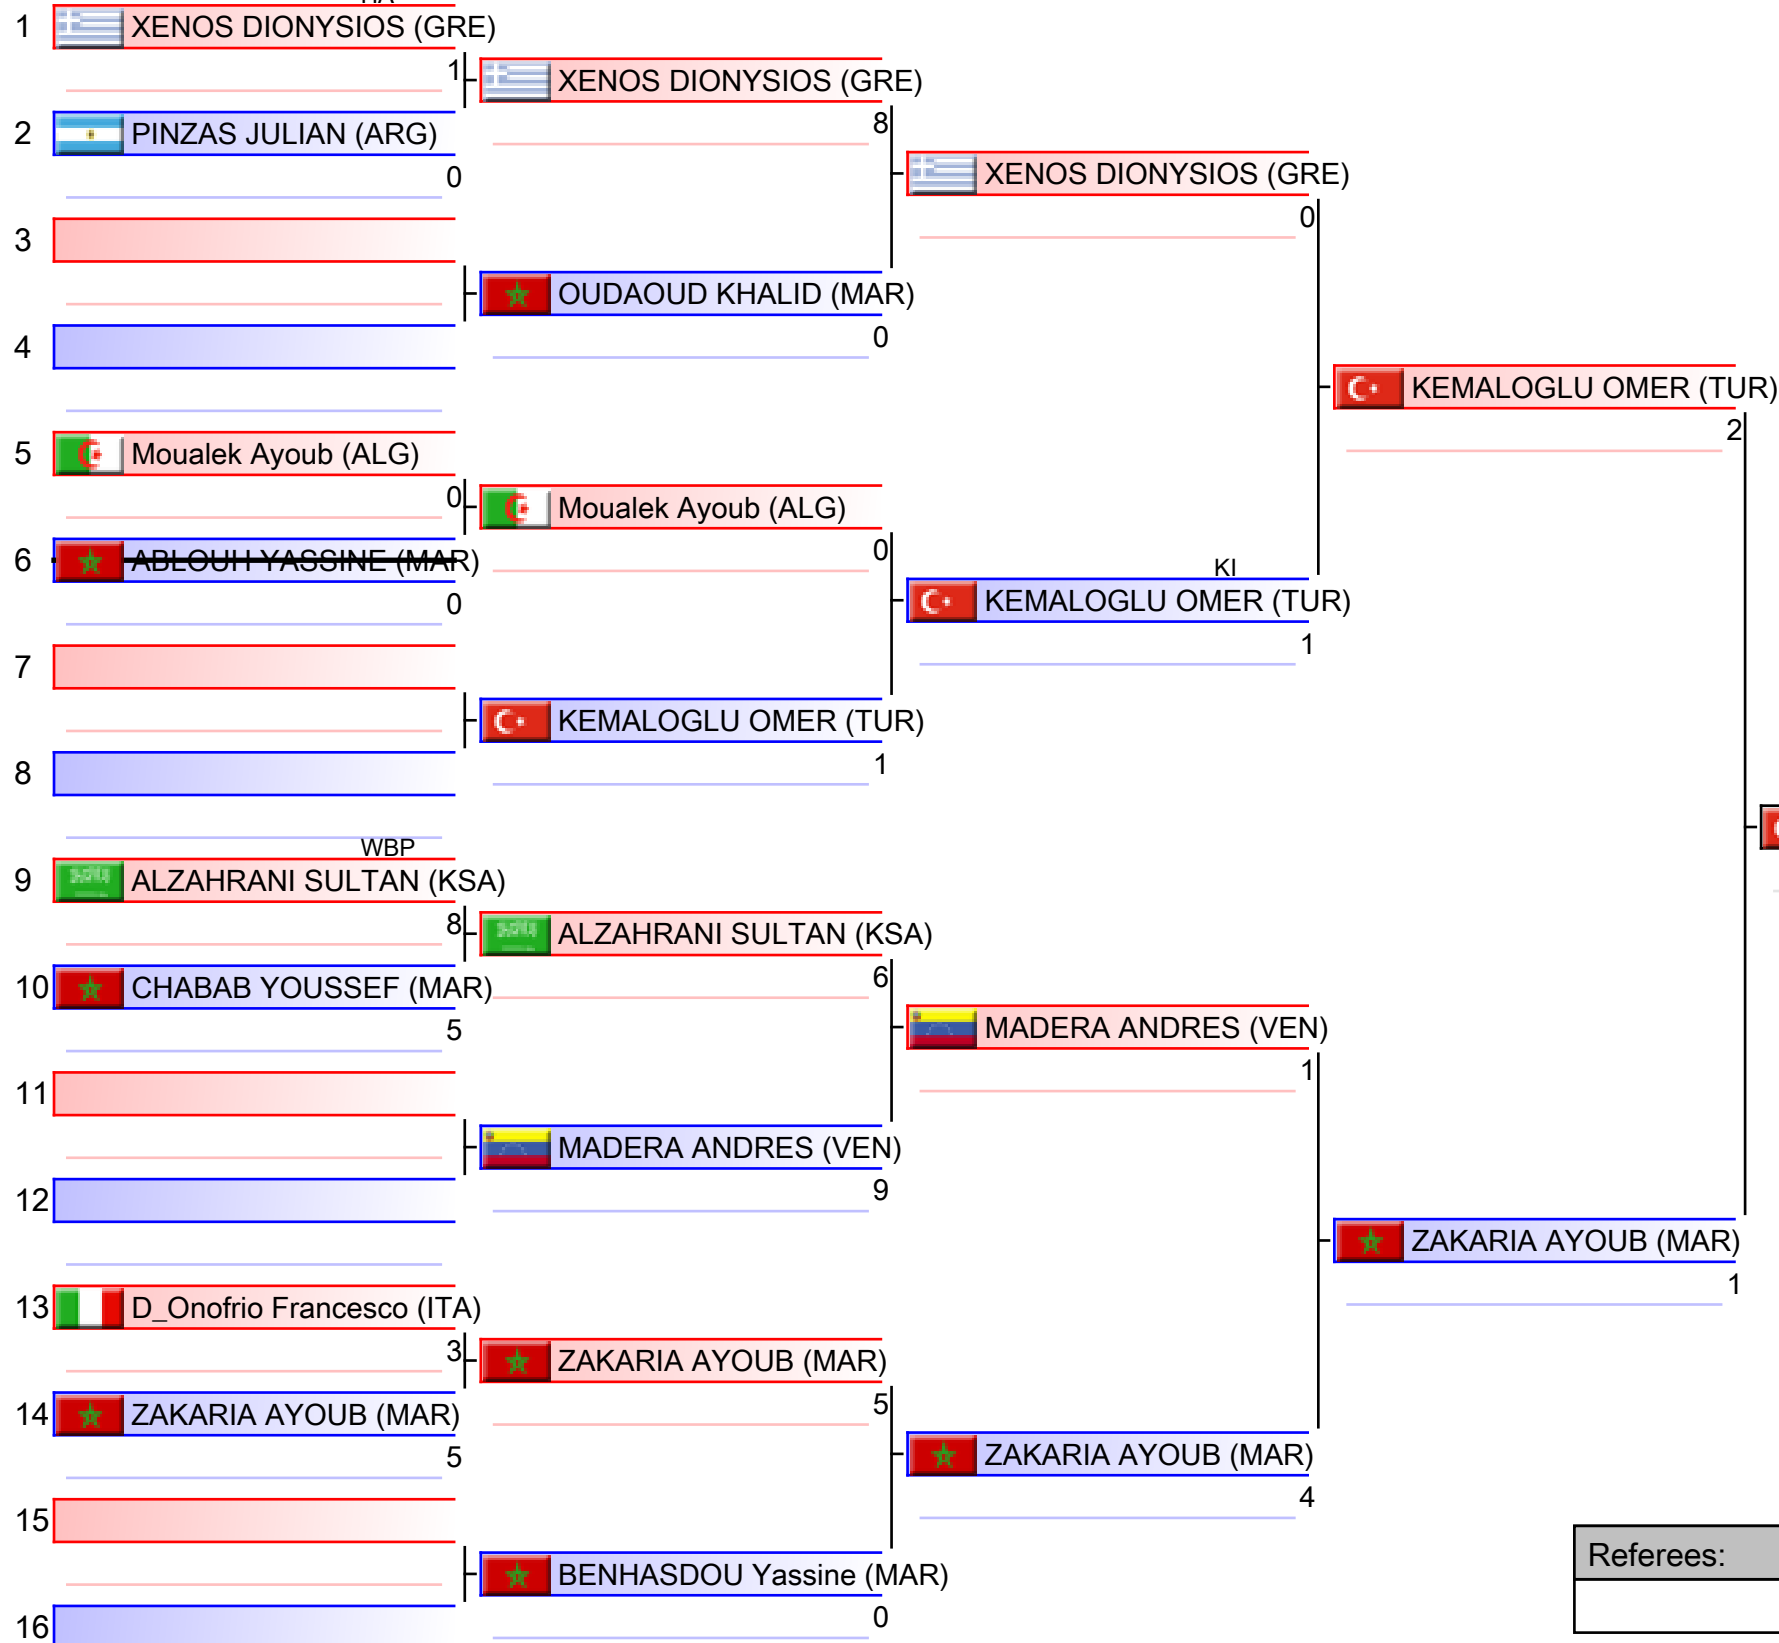 1 XENOS DIONYSIOS (GRE)
1 XENOS DIONYSIOS (GRE)
2 PINZAS JULIAN (ARG)
8
0 XENOS DIONYSIOS (GRE)
3
0
OUDAOUD KHALID (MAR)
4
0
KEMALOGLU OMER (TUR)
2
5 Moualek Ayoub (ALG)
0 Moualek Ayoub (ALG)
6 ABLOUH YASSINE (MAR)
0
KI
0 KEMALOGLU OMER (TUR)
7
1
KEMALOGLU OMER (TUR)
8
1
WBP
9 ALZAHRANI SULTAN (KSA)
8 ALZAHRANI SULTAN (KSA)
10 CHABAB YOUSSEF (MAR)
6
5 MADERA ANDRES (VEN)
11
1
MADERA ANDRES (VEN)
12
9
ZAKARIA AYOUB (MAR)
1
13 D_Onofrio Francesco (ITA)
3 ZAKARIA AYOUB (MAR)
14 ZAKARIA AYOUB (MAR)
5
5 ZAKARIA AYOUB (MAR)
15
4
Referees:
BENHASDOU Yassine (MAR)
16
0